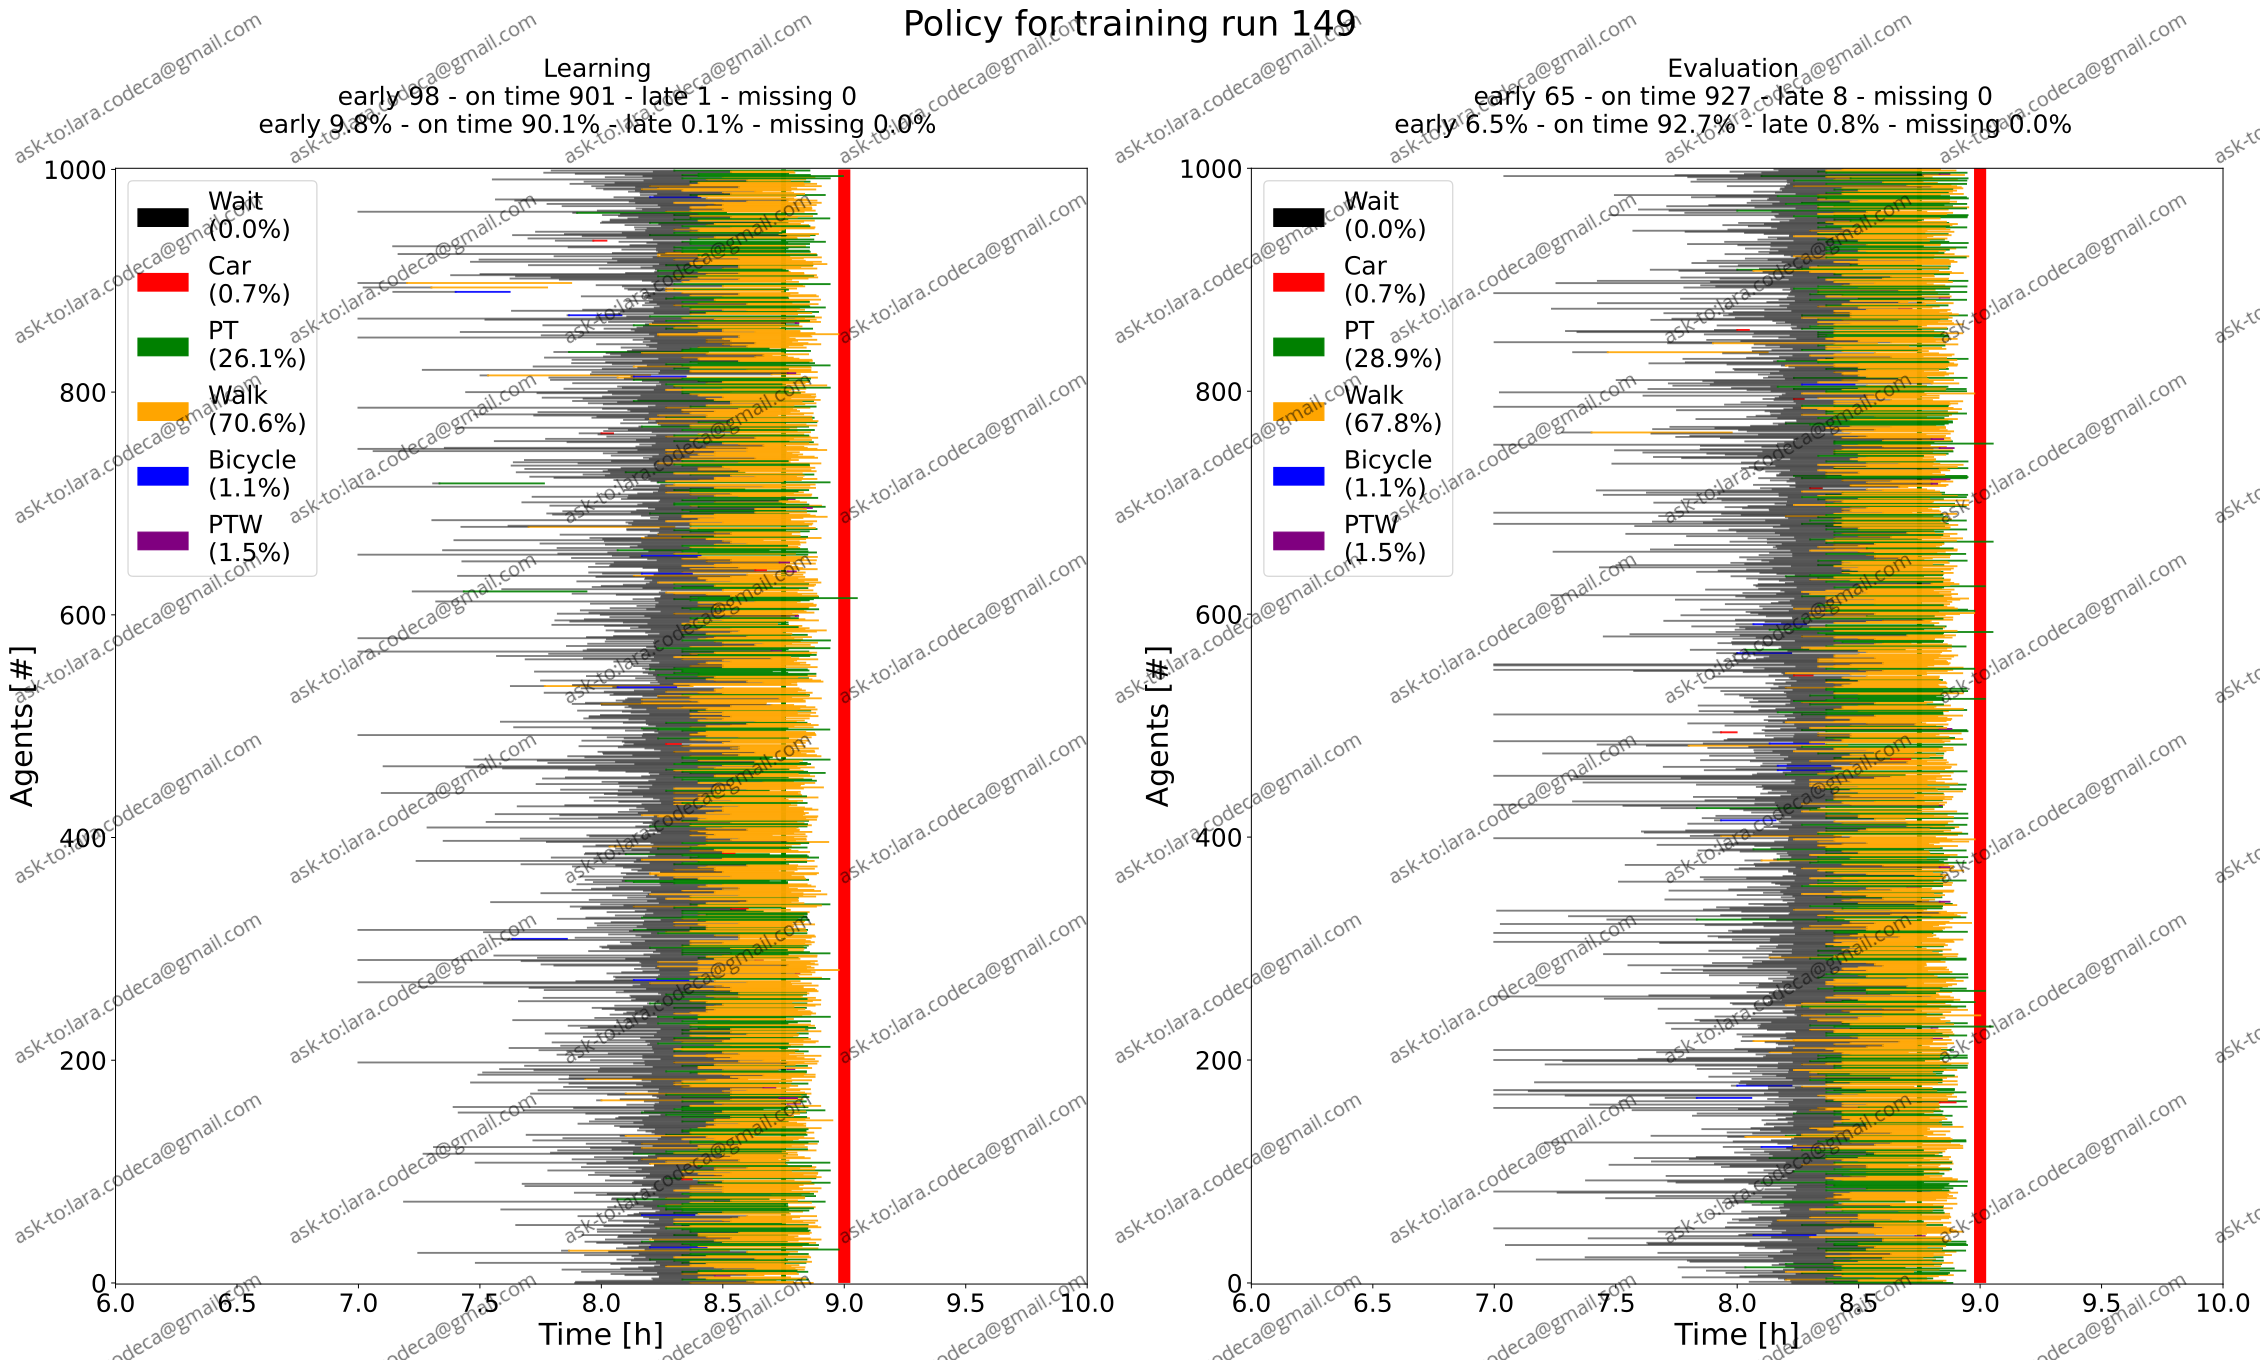 Policy for training run 149
Learning
early 98 - on time 901 - late 1 - missing 0
early 9.8% - on time 90.1% - late 0.1% - missing 0.0%
Evaluation
early 65 - on time 927 - late 8 - missing 0
early 6.5% - on time 92.7% - late 0.8% - missing 0.0%
Wait
(0.0%)
Car
(0.7%)
PT
(26.1%)
Walk
(70.6%)
Bicycle
(1.1%)
PTW
(1.5%)
Agents [#]
1000
800
600
400
200
0
6.0 6.5 7.0 7.5 8.0 8.5 9.0 9.5 10.0
Time [h]
Wait
(0.0%)
Car
(0.7%)
PT
(28.9%)
Walk
(67.8%)
Bicycle
(1.1%)
PTW
(1.5%)
Agents [#]
1000
800
600
400
200
0
6.0 6.5 7.0 7.5 8.0 8.5 9.0 9.5 10.0
Time [h]
ask-to:lara.codeca@gmail.com